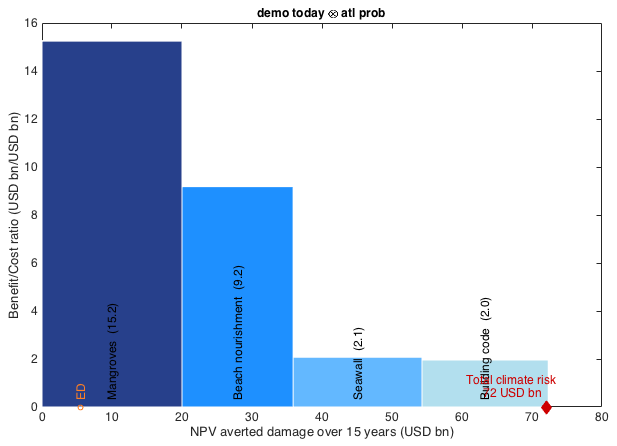 demo today ⊗ atl prob
Benefit/Cost ratio (USD bn/USD bn)
16
14
12
10
8
6
4
2
0
ED
Mangroves (15.2)
Beach nourishment (9.2)
Seawall (2.1)
Building code (2.0)
Total climate risk
72 USD bn
0
10
20
30
40
50
60
70
80
NPV averted damage over 15 years (USD bn)